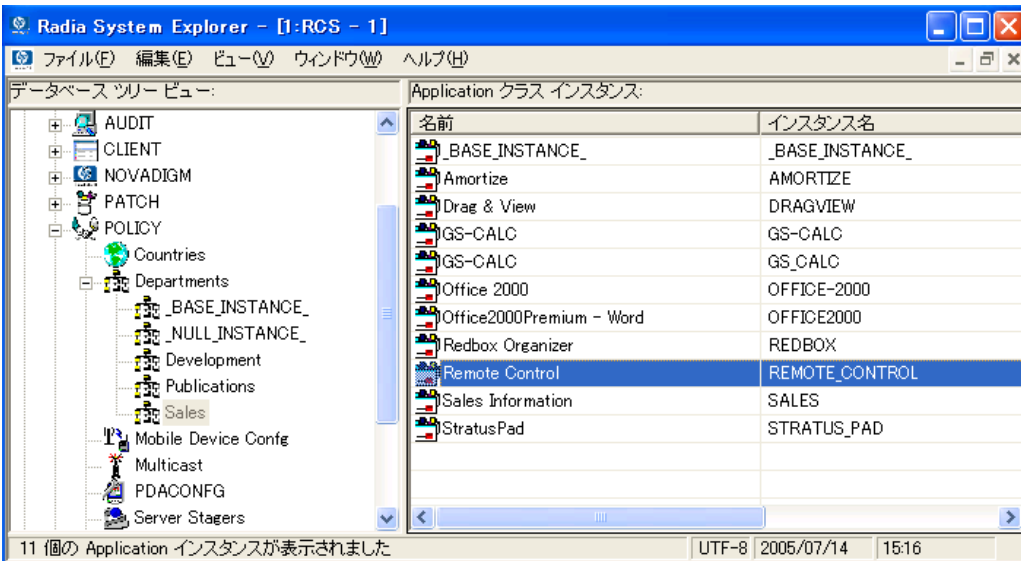 Radia System Explorer - [1:RCS - 1]
ファイル(F) 編集(E) ビュー(V) ウィンドウ(W) ヘルプ(H)
データベース ツリー ビュー:
AUDIT
CLIENT
NOVADIGM
PATCH
POLICY
Countries
Departments
_BASE_INSTANCE_
_NULL_INSTANCE_
Development
Publications
Sales
Mobile Device Confg
Multicast
PDACONFG
Server Stagers
Application クラス インスタンス:
名前 インスタンス名
_BASE_INSTANCE_ _BASE_INSTANCE_
Amortize AMORTIZE
Drag & View DRAGVIEW
GS-CALC GS-CALC
GS-CALC GS_CALC
Office 2000 OFFICE-2000
Office2000Premium - Word OFFICE2000
Redbox Organizer REDBOX
Remote Control REMOTE_CONTROL
Sales Information SALES
StratusPad STRATUS_PAD
11 個の Application インスタンスが表示されました UTF-8 2005/07/14 15:16